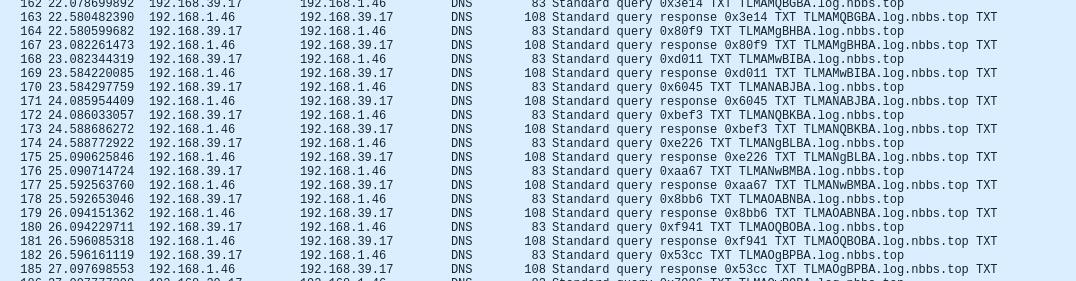 162 22.078699892 192.168.39.17 192.168.1.46 DNS 83 Standard query 0x3e14 TXT TLMAMQBGBA.log.nbbs.top
163 22.580482390 192.168.1.46 192.168.39.17 DNS 108 Standard query response 0x3e14 TXT TLMAMQBGBA.log.nbbs.top TXT
164 22.580599682 192.168.39.17 192.168.1.46 DNS 83 Standard query 0x80f9 TXT TLMAMgBHBA.log.nbbs.top
167 23.082261473 192.168.1.46 192.168.39.17 DNS 108 Standard query response 0x80f9 TXT TLMAMgBHBA.log.nbbs.top TXT
168 23.082344319 192.168.39.17 192.168.1.46 DNS 83 Standard query 0xd011 TXT TLMAMwBIBA.log.nbbs.top
169 23.584220085 192.168.1.46 192.168.39.17 DNS 108 Standard query response 0xd011 TXT TLMAMwBIBA.log.nbbs.top TXT
170 23.584297759 192.168.39.17 192.168.1.46 DNS 83 Standard query 0x6045 TXT TLMANABJBA.log.nbbs.top
171 24.085954409 192.168.1.46 192.168.39.17 DNS 108 Standard query response 0x6045 TXT TLMANABJBA.log.nbbs.top TXT
172 24.086033057 192.168.39.17 192.168.1.46 DNS 83 Standard query 0xbef3 TXT TLMANQBKBA.log.nbbs.top
173 24.588686272 192.168.1.46 192.168.39.17 DNS 108 Standard query response 0xbef3 TXT TLMANQBKBA.log.nbbs.top TXT
174 24.588772922 192.168.39.17 192.168.1.46 DNS 83 Standard query 0xe226 TXT TLMANgBLBA.log.nbbs.top
175 25.090625846 192.168.1.46 192.168.39.17 DNS 108 Standard query response 0xe226 TXT TLMANgBLBA.log.nbbs.top TXT
176 25.090714724 192.168.39.17 192.168.1.46 DNS 83 Standard query 0xaa67 TXT TLMANwBMBA.log.nbbs.top
177 25.592563760 192.168.1.46 192.168.39.17 DNS 108 Standard query response 0xaa67 TXT TLMANwBMBA.log.nbbs.top TXT
178 25.592653046 192.168.39.17 192.168.1.46 DNS 83 Standard query 0x8bb6 TXT TLMAOABNBA.log.nbbs.top
179 26.094151362 192.168.1.46 192.168.39.17 DNS 108 Standard query response 0x8bb6 TXT TLMAOABNBA.log.nbbs.top TXT
180 26.094229711 192.168.39.17 192.168.1.46 DNS 83 Standard query 0xf941 TXT TLMAOQBOBA.log.nbbs.top
181 26.596085318 192.168.1.46 192.168.39.17 DNS 108 Standard query response 0xf941 TXT TLMAOQBOBA.log.nbbs.top TXT
182 26.596161119 192.168.39.17 192.168.1.46 DNS 83 Standard query 0x53cc TXT TLMAOgBPBA.log.nbbs.top
185 27.097698553 192.168.1.46 192.168.39.17 DNS 108 Standard query response 0x53cc TXT TLMAOgBPBA.log.nbbs.top TXT